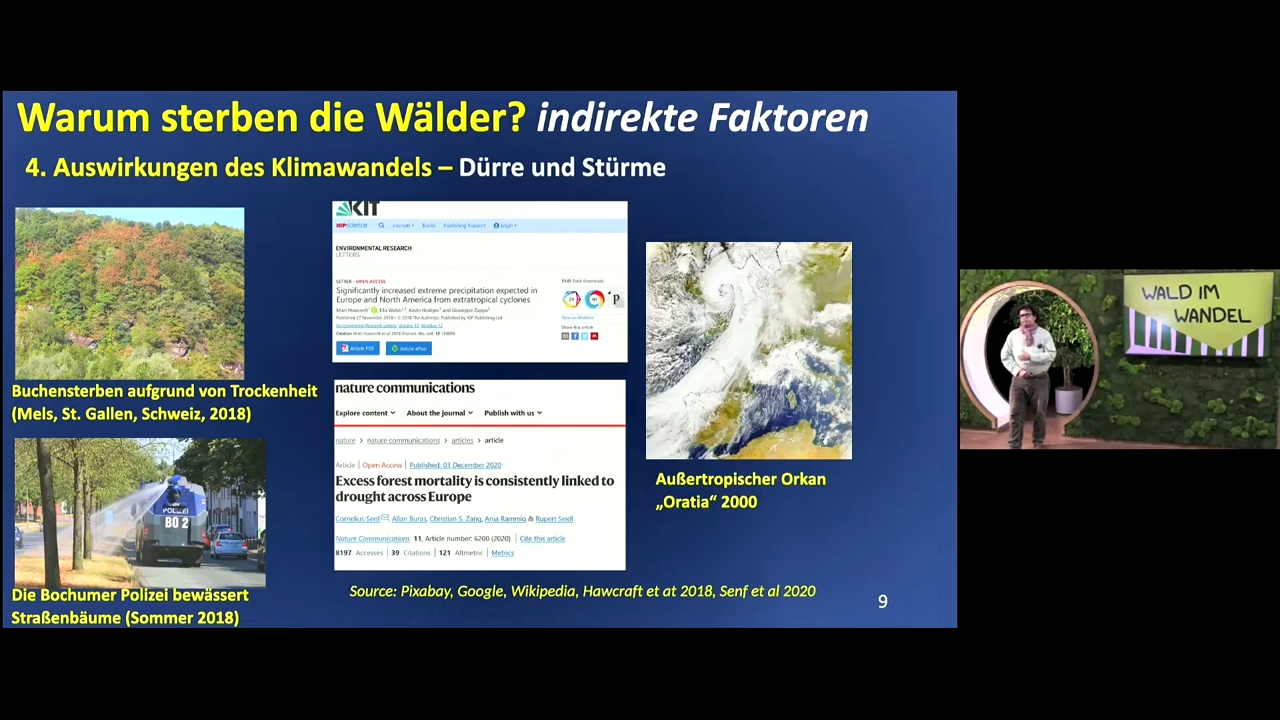 Warum sterben die Wälder? indirekte Faktoren
4. Auswirkungen des Klimawandels – Dürre und Stürme
Buchensterben aufgrund von Trockenheit
(Mels, St. Gallen, Schweiz, 2018)
POLIZEI
BO 2
Die Bochumer Polizei bewässert
Straßenbäume (Sommer 2018)
KIT
IOPscience Journals Books Publishing Support Login
ENVIRONMENTAL RESEARCH
LETTERS
LETTER • OPEN ACCESS
Significantly increased extreme precipitation expected in
Europe and North America from extratropical cyclones
Article PDF
Article ePub
Share this article
nature communications
Explore content About the journal Publish with us
nature > nature communications > articles > article
Article | Open Access | Published: 03 December 2020
Excess forest mortality is consistently linked to
drought across Europe
Cornelius Senf, Allan Buras, Christian S. Zang, Anja Rammig & Rupert Seidl
Nature Communications 11, Article number: 6200 (2020) | Cite this article
8197 Accesses | 39 Citations | 121 Altmetric | Metrics
Außertropischer Orkan
„Oratia“ 2000
Source: Pixabay, Google, Wikipedia, Hawcraft et at 2018, Senf et al 2020
9
WALD IM
WANDEL